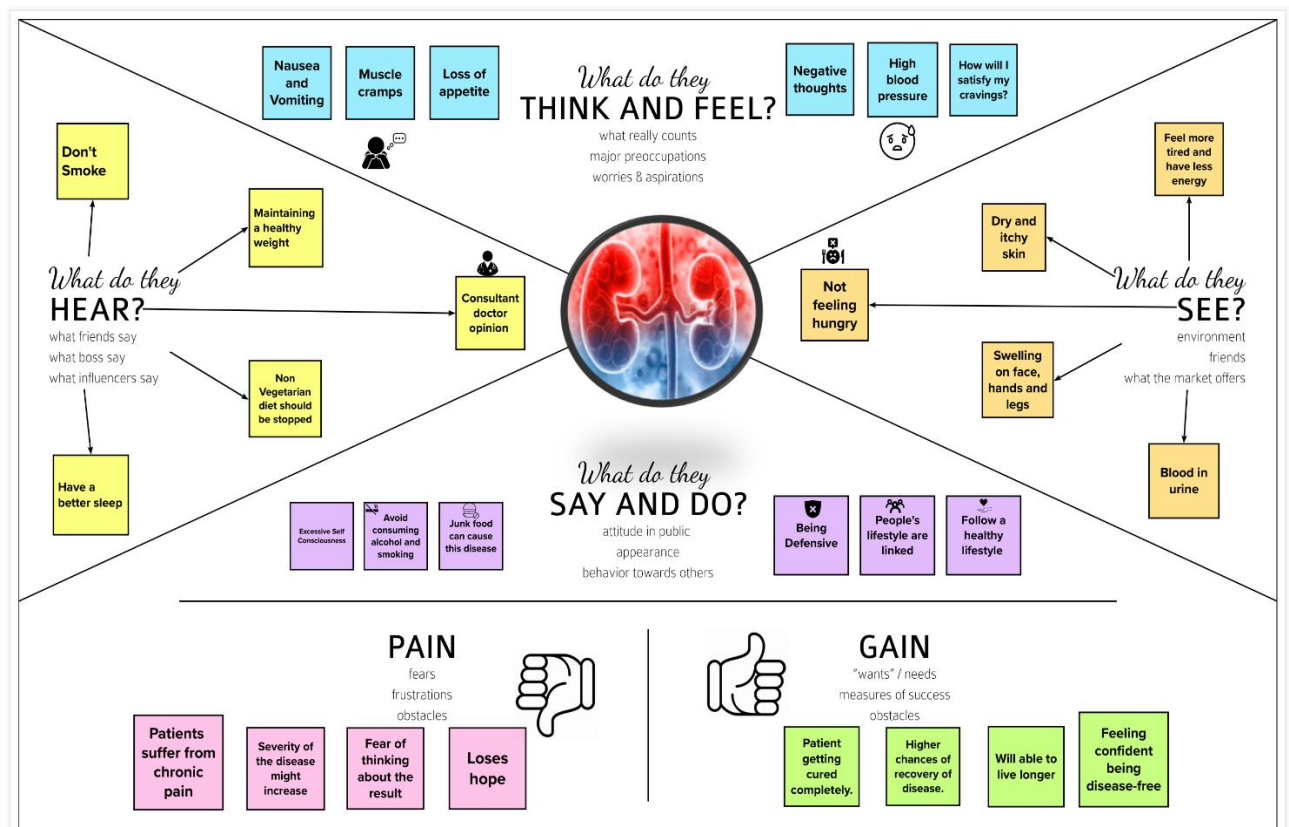 Nausea
and
Vomiting
Muscle
cramps
Loss of
appetite
What do they
THINK AND FEEL?
what really counts
major preoccupations
worries & aspirations
Negative
thoughts
High
blood
pressure
How will I
satisfy my
cravings?
Don't
Smoke
Maintaining
a healthy
weight
What do they
HEAR?
what friends say
what boss say
what influencers say
Consultant
doctor
opinion
Non
Vegetarian
diet should
be stopped
Have a
better sleep
Feel more
tired and
have less
energy
Dry and
itchy
skin
What do they
SEE?
environment
friends
what the market offers
Not
feeling
hungry
Swelling
on face,
hands and
legs
Blood in
urine
What do they
SAY AND DO?
attitude in public
appearance
behavior towards others
Excessive Self
Consciousness
Avoid
consuming
alcohol and
smoking
Junk food
can cause
this disease
Being
Defensive
People's
lifestyle are
linked
Follow a
healthy
lifestyle
PAIN
fears
frustrations
obstacles
Patients
suffer from
chronic
pain
Severity of
the disease
might
increase
Fear of
thinking
about the
result
Loses
hope
GAIN
"wants" / needs
measures of success
obstacles
Patient
getting
cured
completely.
Higher
chances of
recovery of
disease.
Will able to
live longer
Feeling
confident
being
disease-free